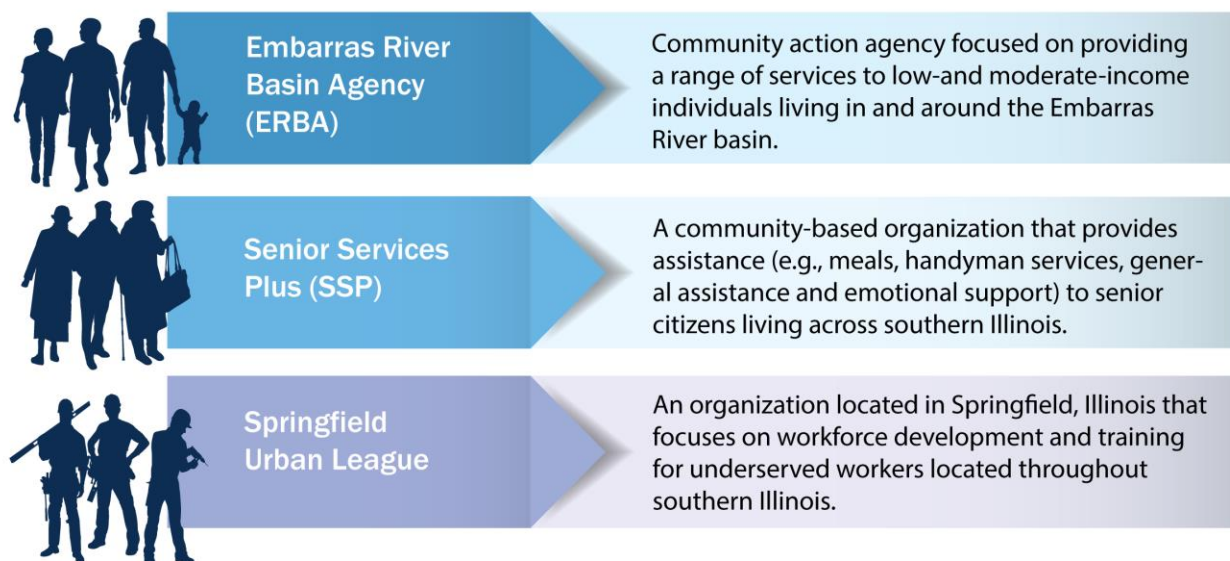 Embarras River
Basin Agency
(ERBA)
Community action agency focused on providing
a range of services to low-and moderate-income
individuals living in and around the Embarras
River basin.
Senior Services
Plus (SSP)
A community-based organization that provides
assistance (e.g., meals, handyman services, gener-
al assistance and emotional support) to senior
citizens living across southern Illinois.
Springfield
Urban League
An organization located in Springfield, Illinois that
focuses on workforce development and training
for underserved workers located throughout
southern Illinois.